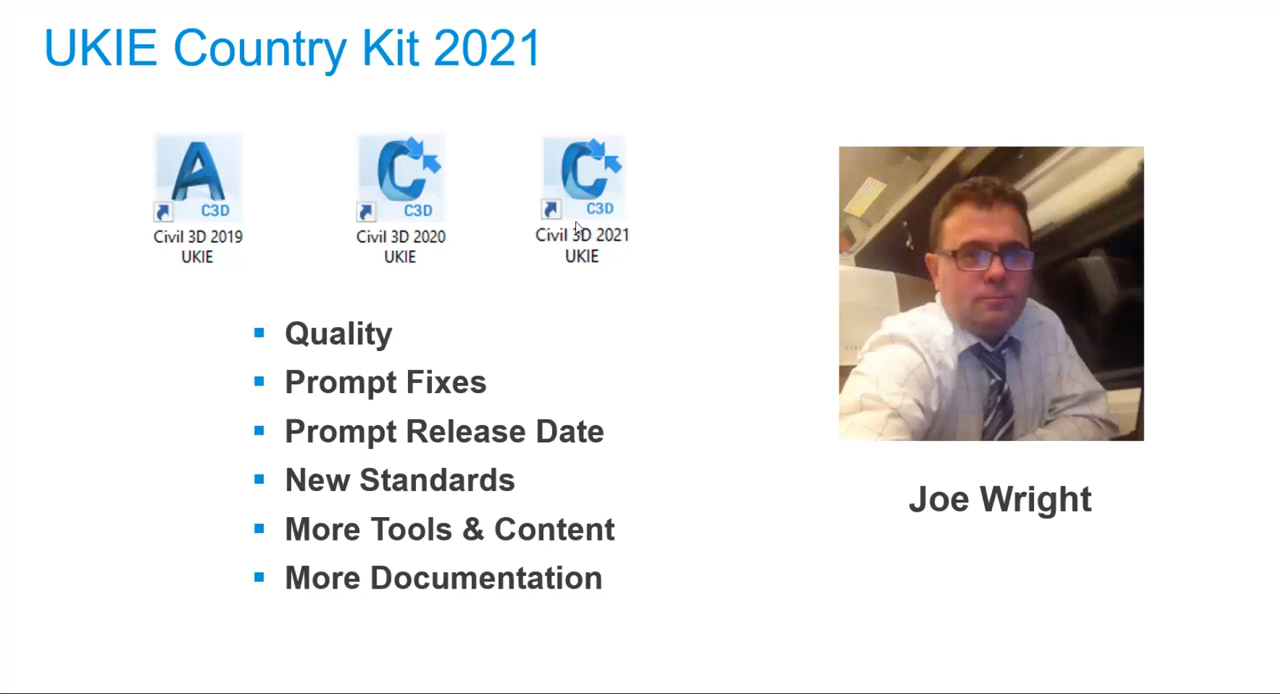 UKIE Country Kit 2021
C3D
Civil 3D 2019
UKIE
C3D
Civil 3D 2020
UKIE
C3D
Civil 3D 2021
UKIE
Quality
Prompt Fixes
Prompt Release Date
New Standards
More Tools & Content
More Documentation
Joe Wright